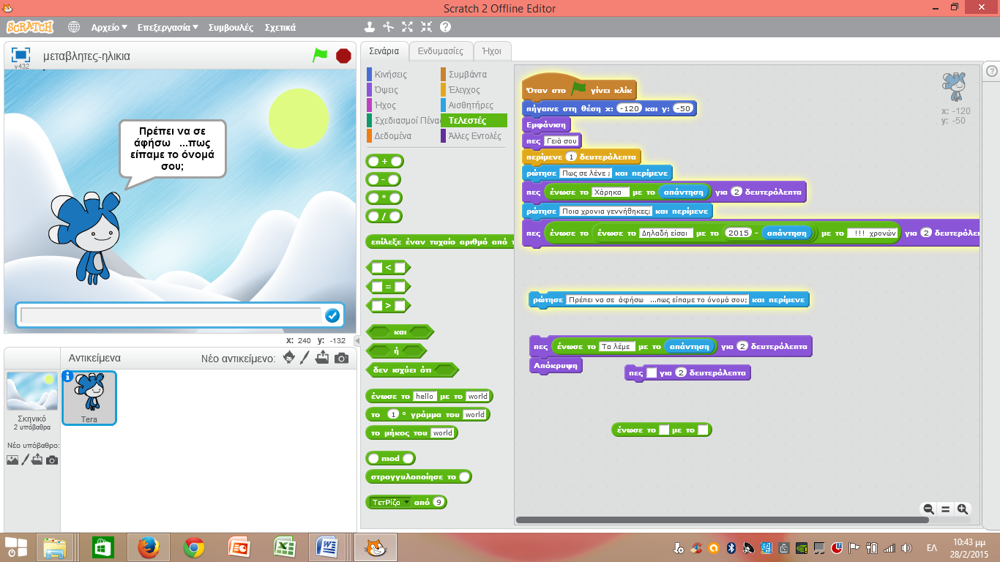 Scratch 2 Offline Editor
SCRATCH Αρχείο Επεξεργασία Συμβουλές Σχετικά
v432 μεταβλητες-ηλικια
Πρέπει να σε
άφήσω ...πως
είπαμε το όνομά
σου;
x: 240 y: -132
Αντικείμενα Νέο αντικείμενο:
Σκηνικό
2 υπόβαθρα
Νέο υπόβαθρο:
Tera
Σενάρια Ενδυμασίες Ήχοι
Κινήσεις Συμβάντα
Όψεις Έλεγχος
Ήχος Αισθητήρες
Σχεδιασμοί Πένας Τελεστές
Δεδομένα Άλλες Εντολές
+
-
*
/
επίλεξε έναν τυχαίο αριθμό από τ
<
=
>
και
ή
δεν ισχύει ότι
ένωσε το hello με το world
το 1 ° γράμμα του world
το μήκος του world
mod
στρογγυλοποίησε το
ΤετΡίζα από 9
Όταν στο γίνει κλίκ
πήγαινε στη θέση x: -120 και y: -50
Εμφάνιση
πες Γειά σου
περίμενε 1 δευτερόλεπτα
ρώτησε Πως σε λένε ; και περίμενε
πες ένωσε το Χάρηκα με το απάντηση για 2 δευτερόλεπτα
ρώτησε Ποια χρονια γεννήθηκες; και περίμενε
πες ένωσε το ένωσε το Δηλαδή είσαι με το 2015 - απάντηση με το !!! χρονών για 2 δευτερόλε
ρώτησε Πρέπει να σε άφήσω ...πως είπαμε το όνομά σου; και περίμενε
πες ένωσε το Τα λέμε με το απάντηση για 2 δευτερόλεπτα
Απόκρυψη
πες για 2 δευτερόλεπτα
ένωσε το με το
x: -120
y: -50
ΕΛ
10:43 μμ
28/2/2015